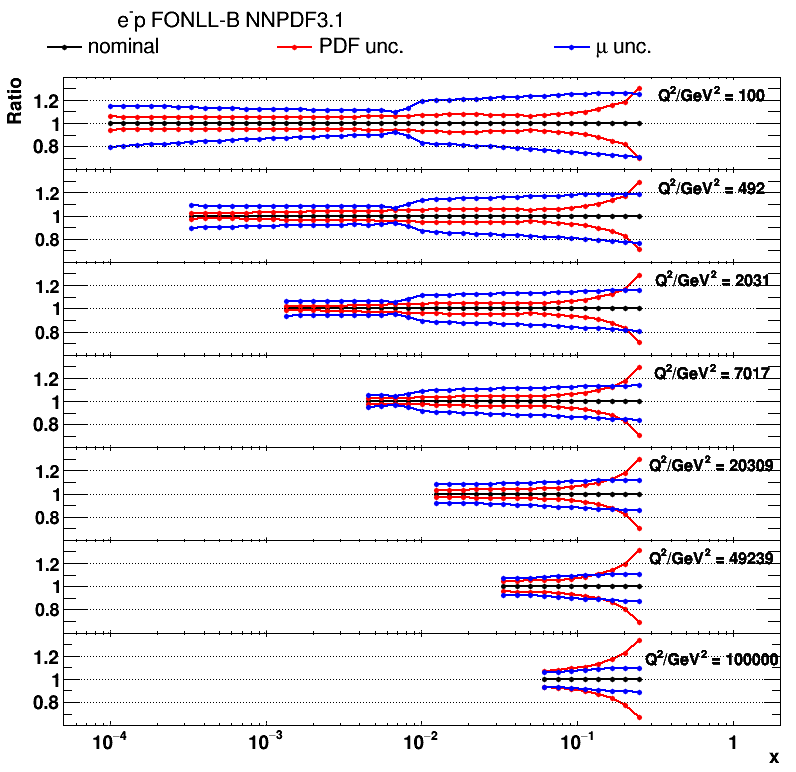 e⁻p FONLL-B NNPDF3.1
nominal PDF unc. μ unc.
Ratio
1.2 Q²/GeV² = 100
1
0.8
1.2 Q²/GeV² = 492
1
0.8
1.2 Q²/GeV² = 2031
1
0.8
1.2 Q²/GeV² = 7017
1
0.8
1.2 Q²/GeV² = 20309
1
0.8
1.2 Q²/GeV² = 49239
1
0.8
1.2 Q²/GeV² = 100000
1
0.8
10⁻⁴ 10⁻³ 10⁻² 10⁻¹ 1
x